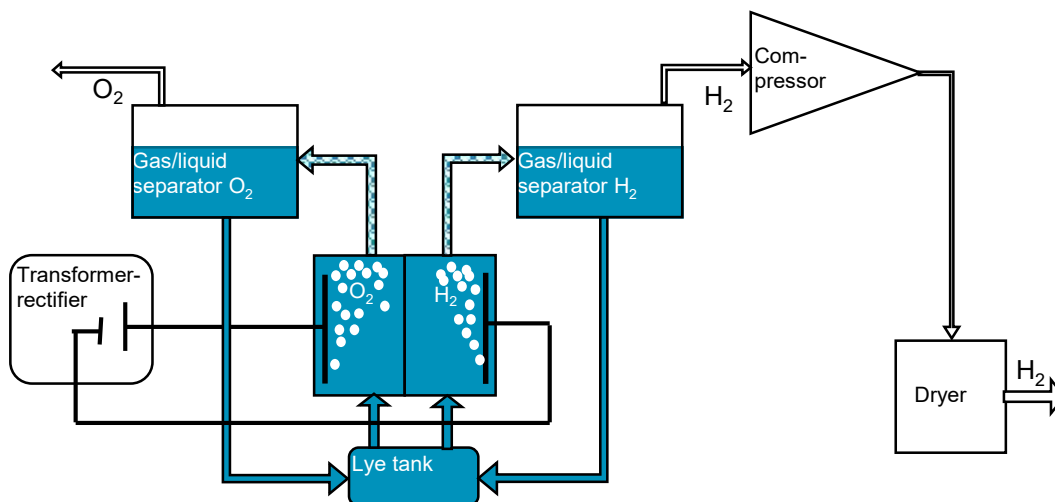 Com-
pressor
O₂
H₂
Gas/liquid
separator O₂
Gas/liquid
separator H₂
Transformer-
rectifier
O₂
H₂
H₂
Dryer
Lye tank